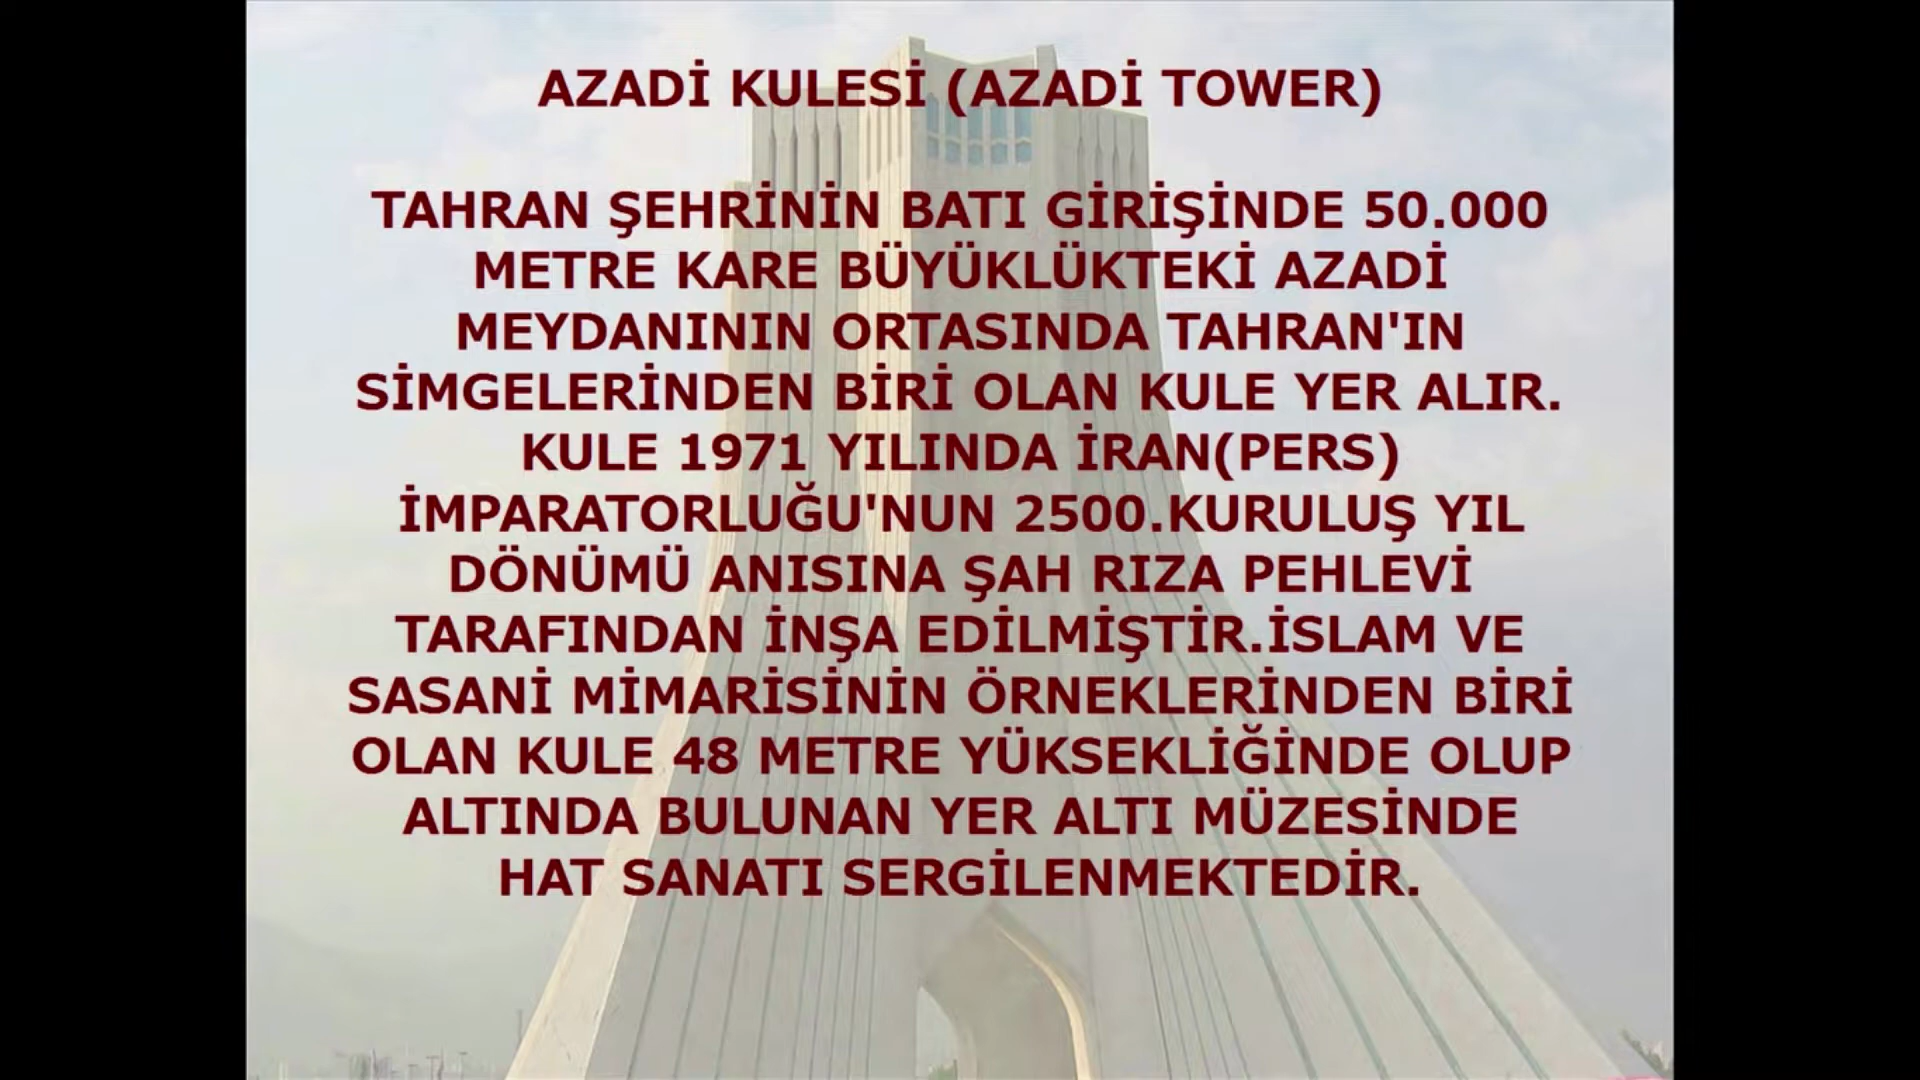 AZADİ KULESİ (AZADİ TOWER)
TAHRAN ŞEHRİNİN BATI GİRİŞİNDE 50.000
METRE KARE BÜYÜKLÜKTEKİ AZADİ
MEYDANININ ORTASINDA TAHRAN'IN
SİMGELERİNDEN BİRİ OLAN KULE YER ALIR.
KULE 1971 YILINDA İRAN(PERS)
İMPARATORLUĞU'NUN 2500.KURULUŞ YIL
DÖNÜMÜ ANISINA ŞAH RIZA PEHLEVİ
TARAFINDAN İNŞA EDİLMİŞTİR.İSLAM VE
SASANİ MİMARİSİNİN ÖRNEKLERİNDEN BİRİ
OLAN KULE 48 METRE YÜKSEKLİĞİNDE OLUP
ALTINDA BULUNAN YER ALTI MÜZESİNDE
HAT SANATI SERGİLENMEKTEDİR.